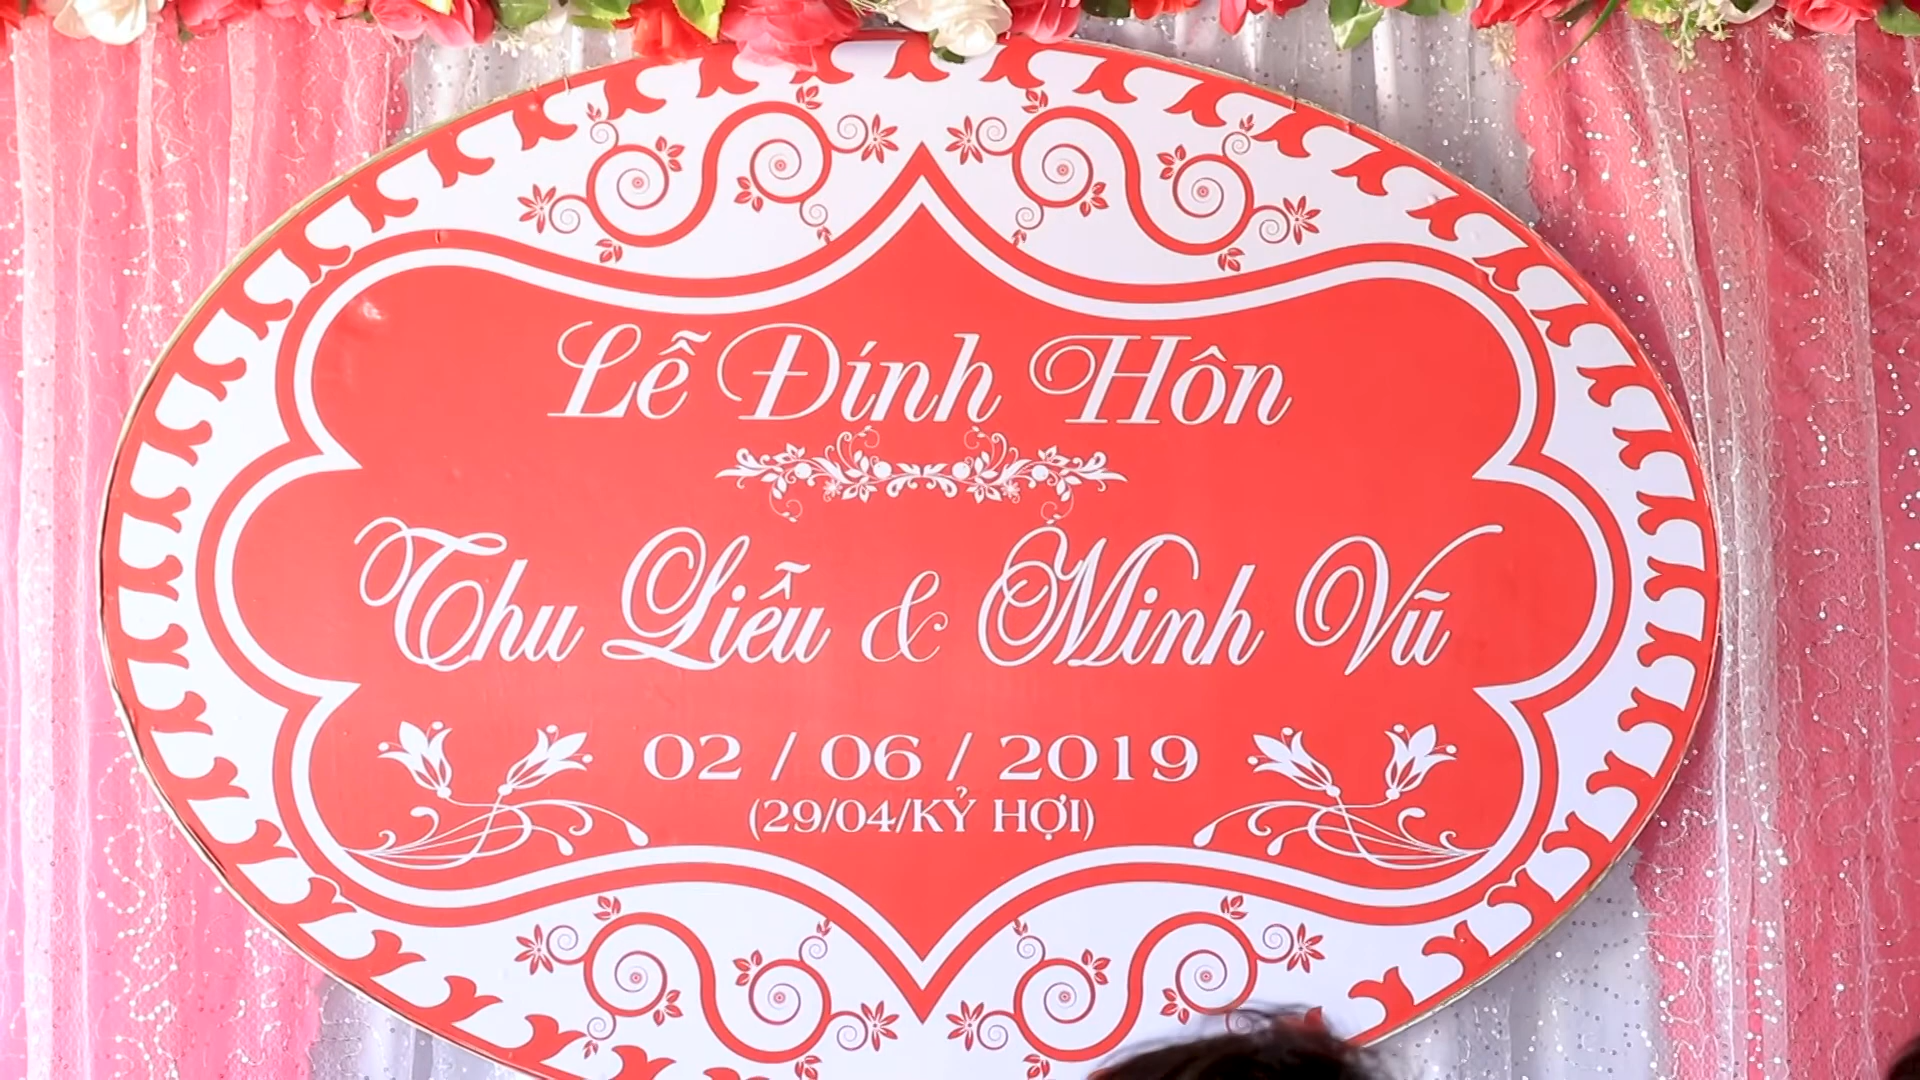 Lễ Đính Hôn
Thu Liễu & Minh Vũ
02 / 06 / 2019
(29/04/KỶ HỢI)